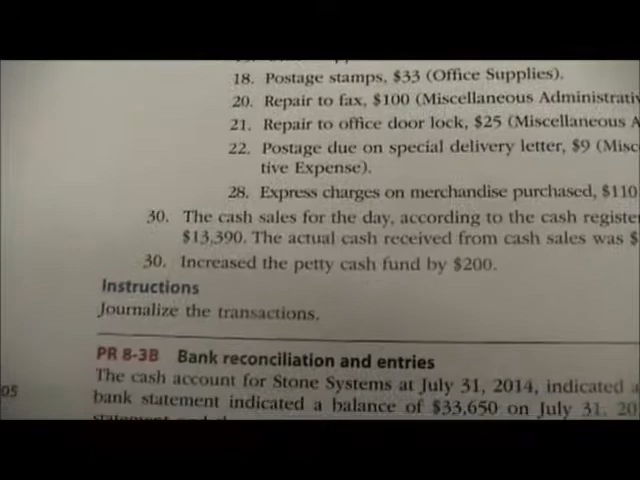 18. Postage stamps, $33 (Office Supplies).
20. Repair to fax, $100 (Miscellaneous
21. Repair to office door lock, $25 (Miscellaneous
22. Postage due on special delivery letter, $9
tive Expense).
28. Express charges on merchandise purchased, $110
30. The cash sales for the day, according to the cash
$13,390. The actual cash received from cash sales was $
30. Increased the petty cash fund by $200.
Instructions
Journalize the transactions.
PR 8-3B Bank reconciliation and entries
The cash account for Stone Systems at July 31, 2014, indicated
bank statement indicated a balance of $33,650 on July 31,
05